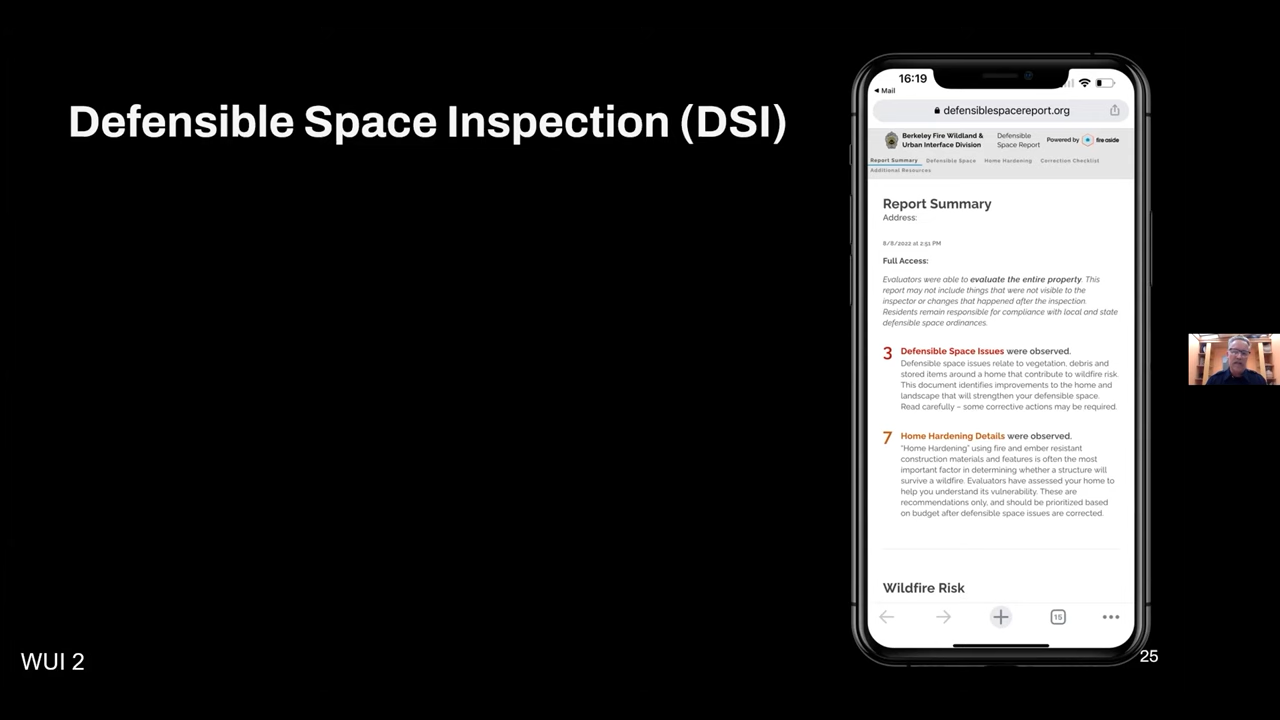 Defensible Space Inspection (DSI)
16:19
Mail
defensiblespacereport.org
Berkeley Fire Wildland &
Urban Interface Division
Defensible
Space Report
Powered by fire aside
Report Summary Defensible Space Home Hardening Correction Checklist
Additional Resources
Report Summary
Address:
8/8/2022 at 2:51 PM
Full Access:
Evaluators were able to evaluate the entire property. This
report may not include things that were not visible to the
inspector or changes that happened after the inspection.
Residents remain responsible for compliance with local and state
defensible space ordinances.
3 Defensible Space Issues were observed.
Defensible space issues relate to vegetation, debris and
stored items around a home that contribute to wildfire risk.
This document identifies improvements to the home and
landscape that will strengthen your defensible space.
Read carefully – some corrective actions may be required.
7 Home Hardening Details were observed.
"Home Hardening" using fire and ember resistant
construction materials and features is often the most
important factor in determining whether a structure will
survive a wildfire. Evaluators have assessed your home to
help you understand its vulnerability. These are
recommendations only, and should be prioritized based
on budget after defensible space issues are corrected.
Wildfire Risk
15
WUI 2
25